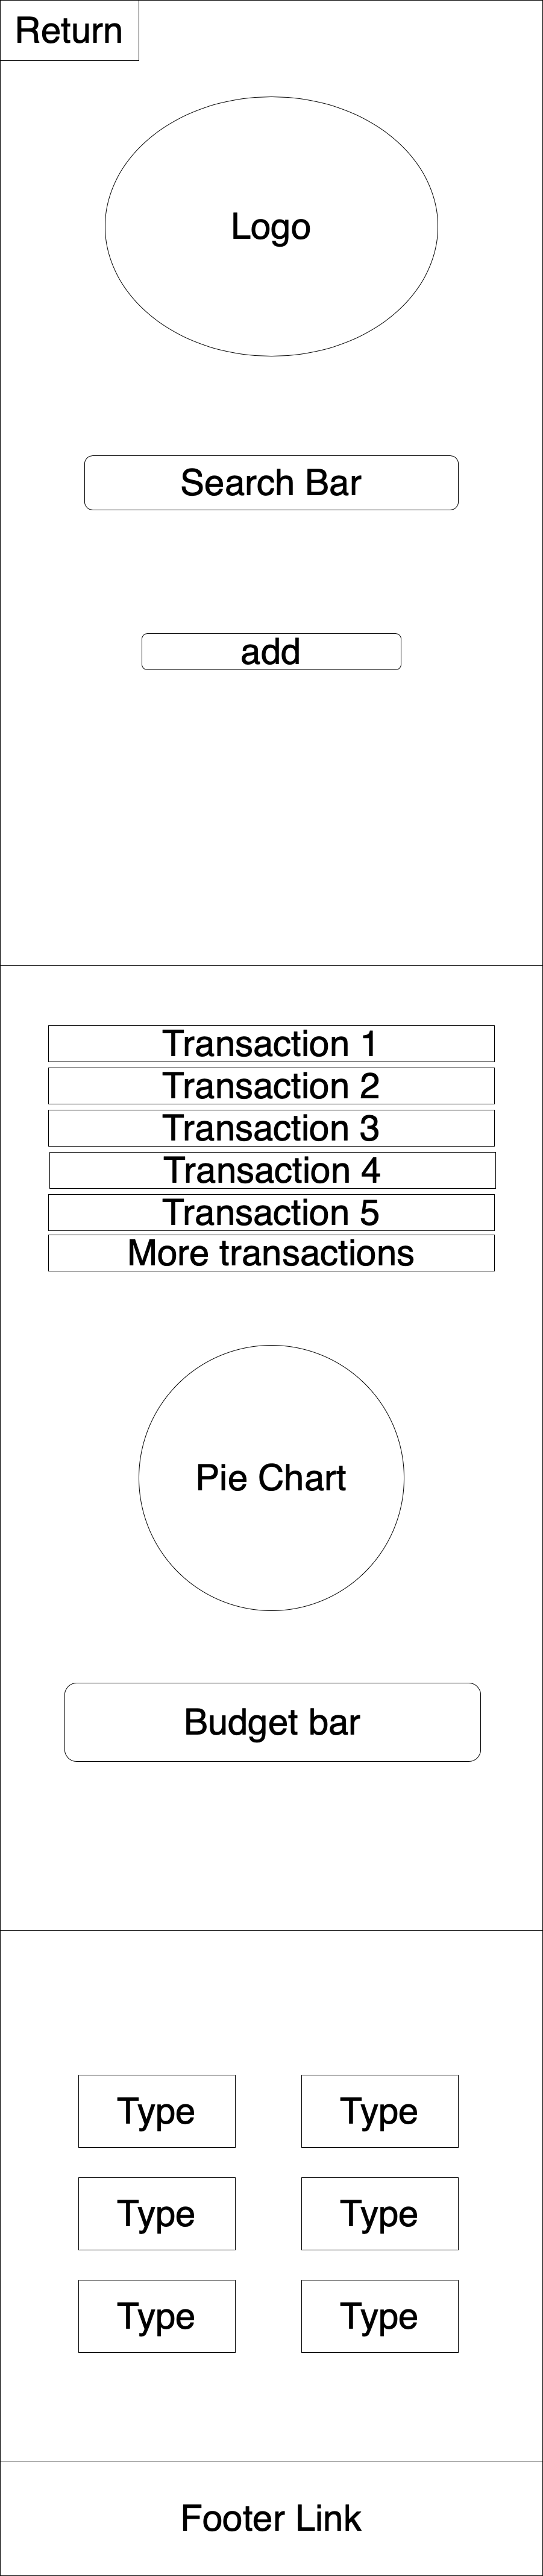 Return
Logo
Search Bar
add
Transaction 1
Transaction 2
Transaction 3
Transaction 4
Transaction 5
More transactions
Pie Chart
Budget bar
Type
Type
Type
Type
Type
Type
Footer Link